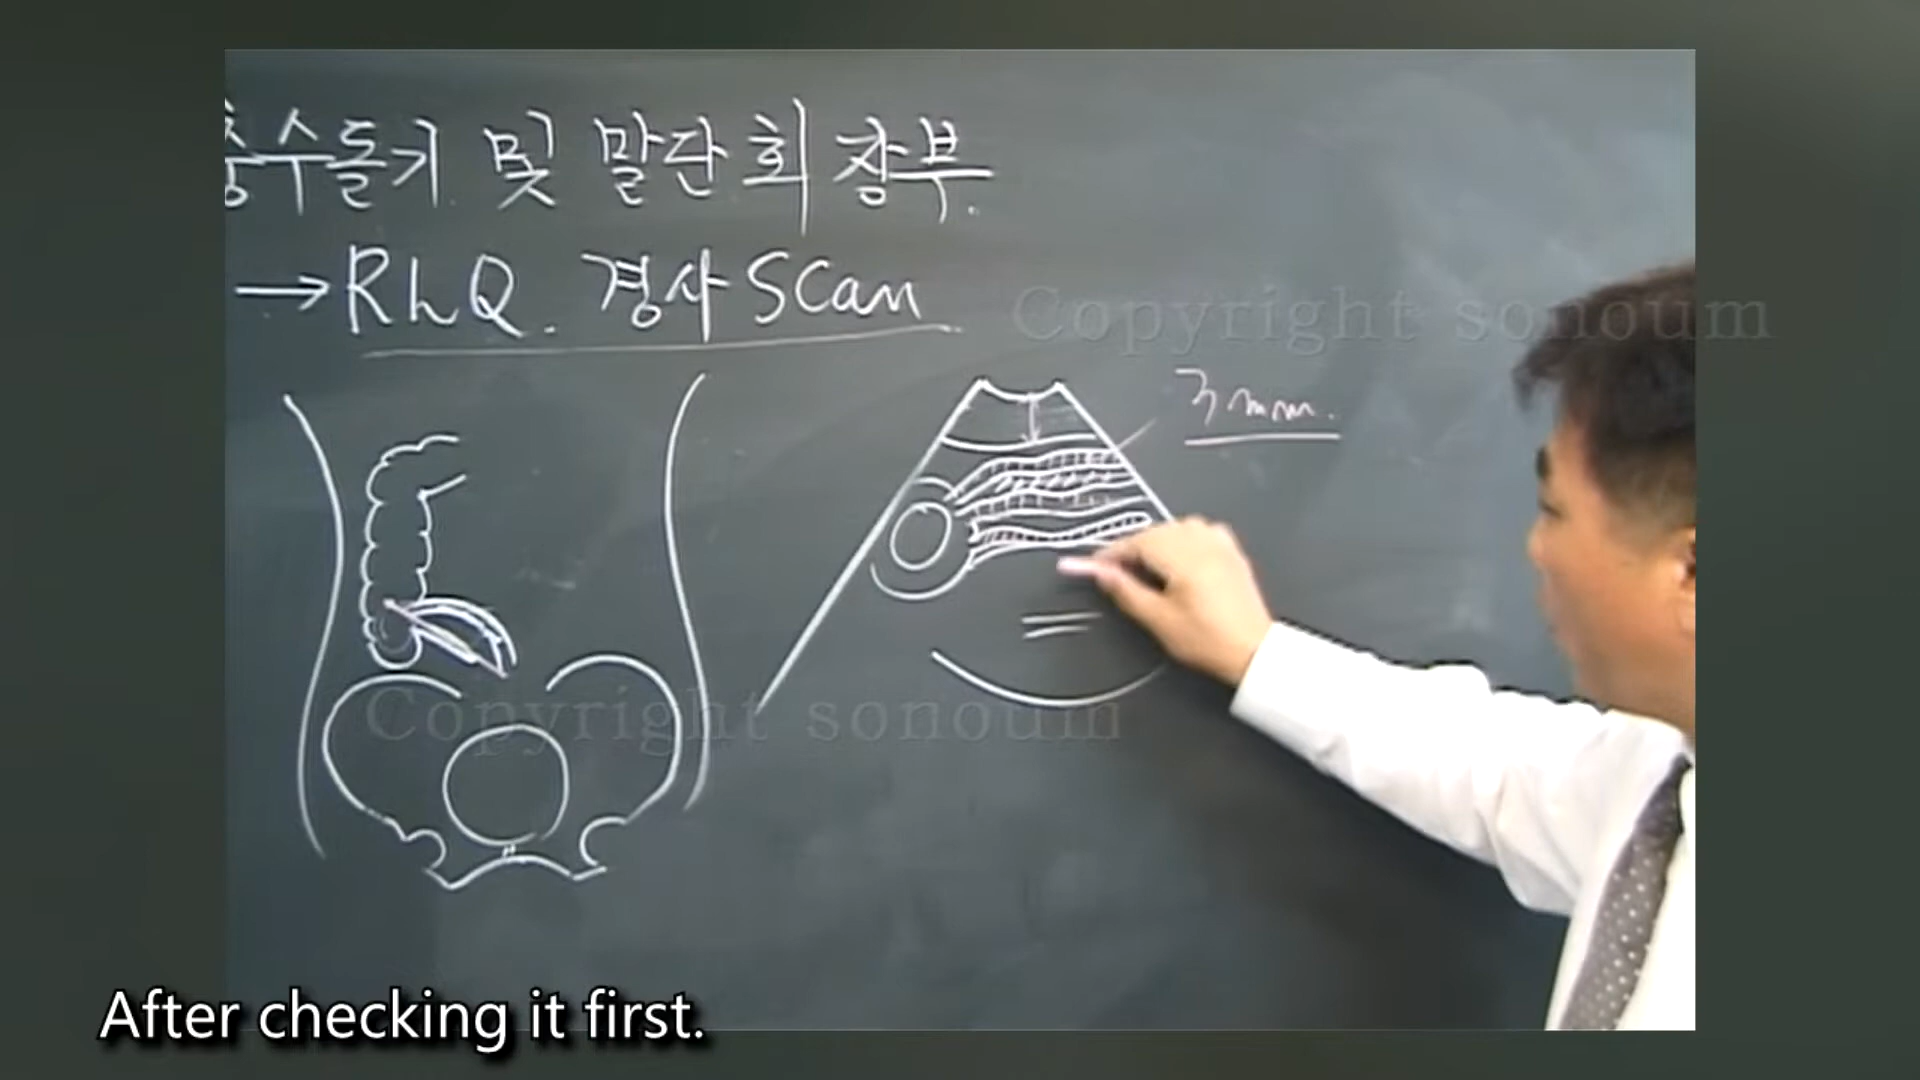 충수돌기 및 말단회장부.
→ RLQ. 경사 SCan
Copyright sonoum
3mm.
Copyright sonoum
After checking it first.